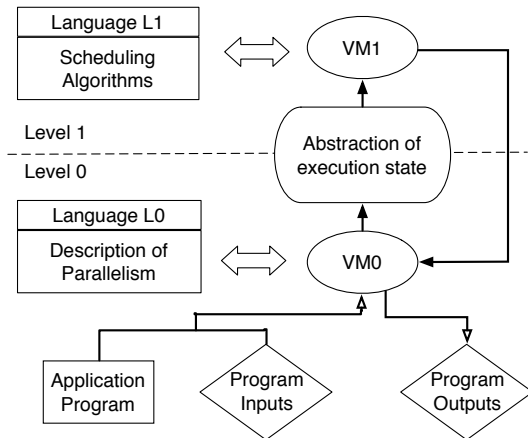 Language L1
Scheduling
Algorithms
VM1
Level 1
Level 0
Abstraction of
execution state
Language L0
Description of
Parallelism
VM0
Application
Program
Program
Inputs
Program
Outputs